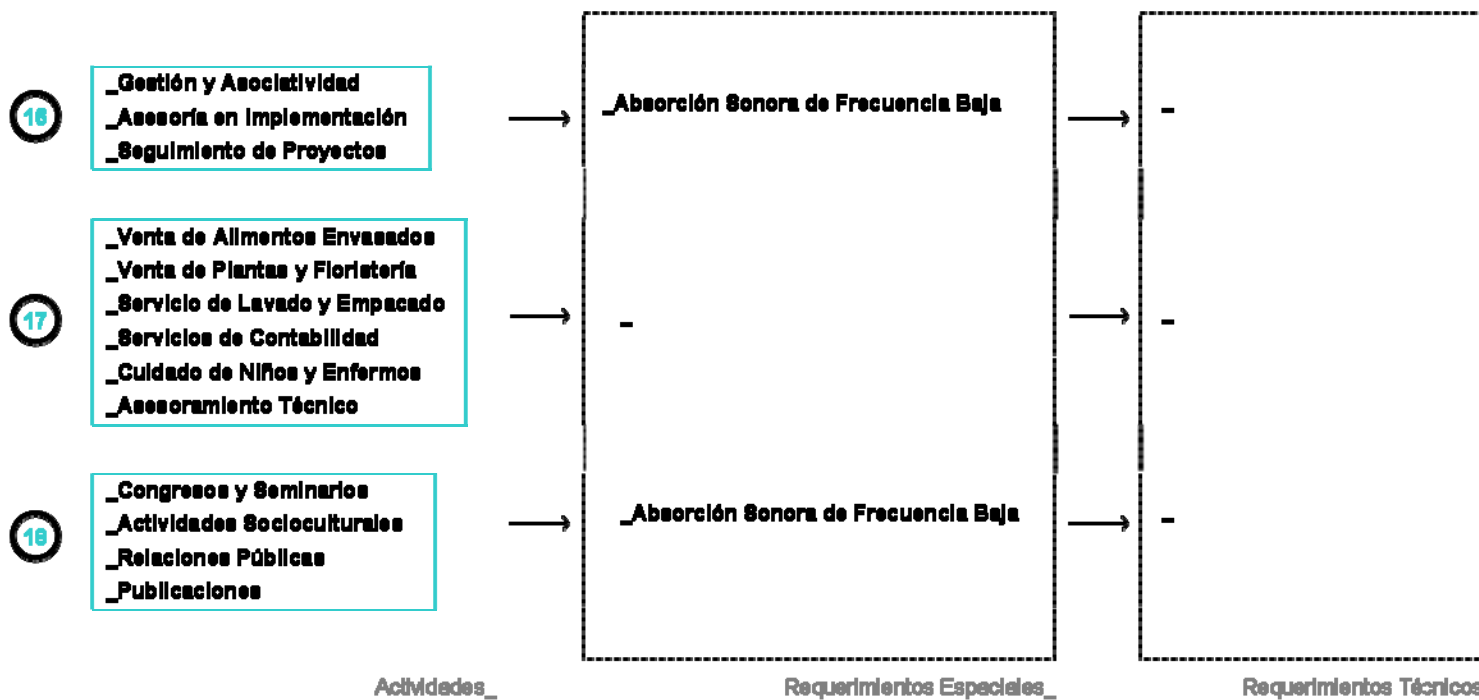 16
_Gestión y Asociatividad
_Asesoría en Implementación
_Seguimiento de Proyectos
_Absorción Sonora de Frecuencia Baja
_
17
_Venta de Alimentos Envasados
_Venta de Plantas y Floristería
_Servicio de Lavado y Empacado
_Servicios de Contabilidad
_Cuidado de Niños y Enfermos
_Asesoramiento Técnico
_
_
18
_Congresos y Seminarios
_Actividades Socioculturales
_Relaciones Públicas
_Publicaciones
_Absorción Sonora de Frecuencia Baja
_
Actividades_
Requerimientos Espaciales_
Requerimientos Técnicos